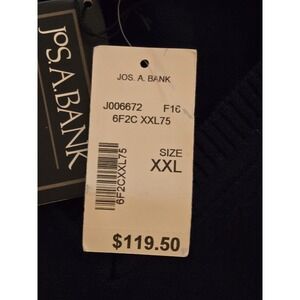 JOS. A. BANK
JOS. A. BANK
J006672 F16
6F2C XXL75
SIZE
XXL
6F2CXXL75
$119.50